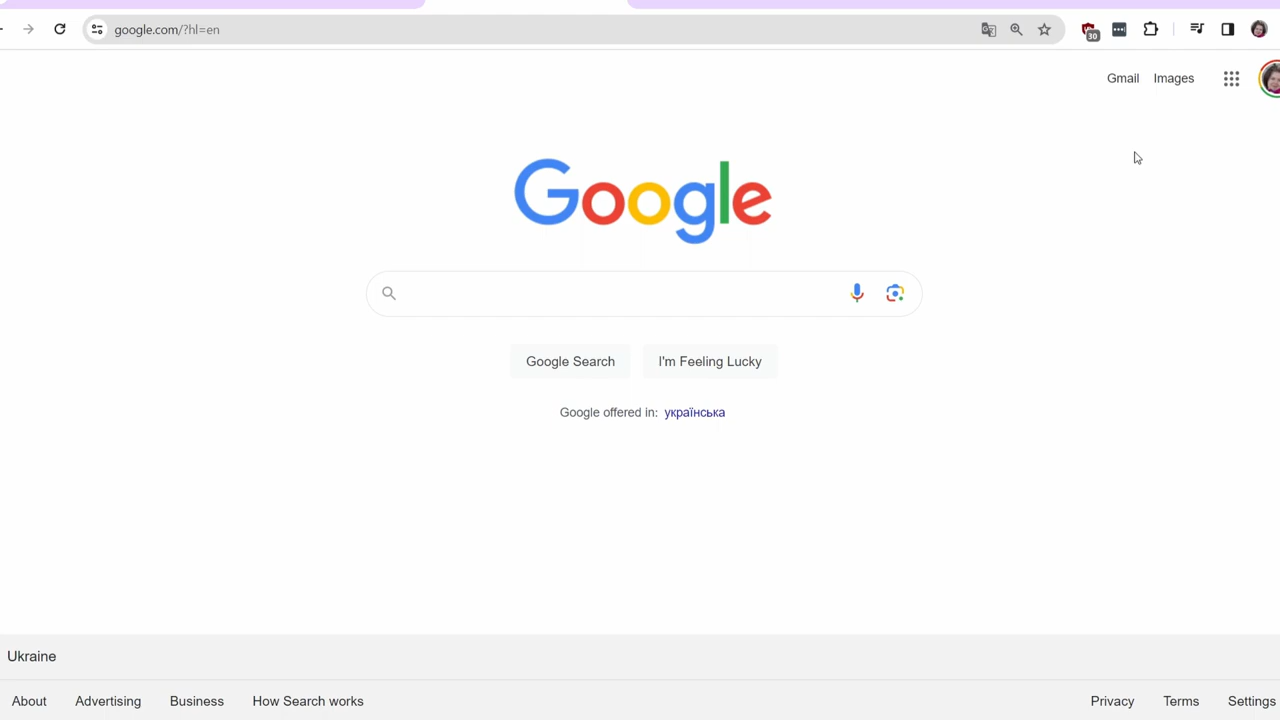 google.com/?hl=en
30
Gmail Images
Google
Google Search I'm Feeling Lucky
Google offered in: українська
Ukraine
About Advertising Business How Search works Privacy Terms Settings